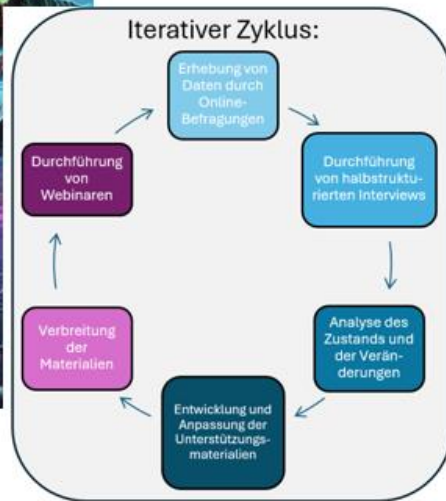 Iterativer Zyklus:
Erhebung von
Daten durch
Online-
Befragungen
Durchführung
von halbstruktu-
rierten Interviews
Analyse des
Zustands und
der Verän-
derungen
Entwicklung und
Anpassung der
Unterstützungs-
materialien
Verbreitung
der
Materialien
Durchführung
von
Webinaren